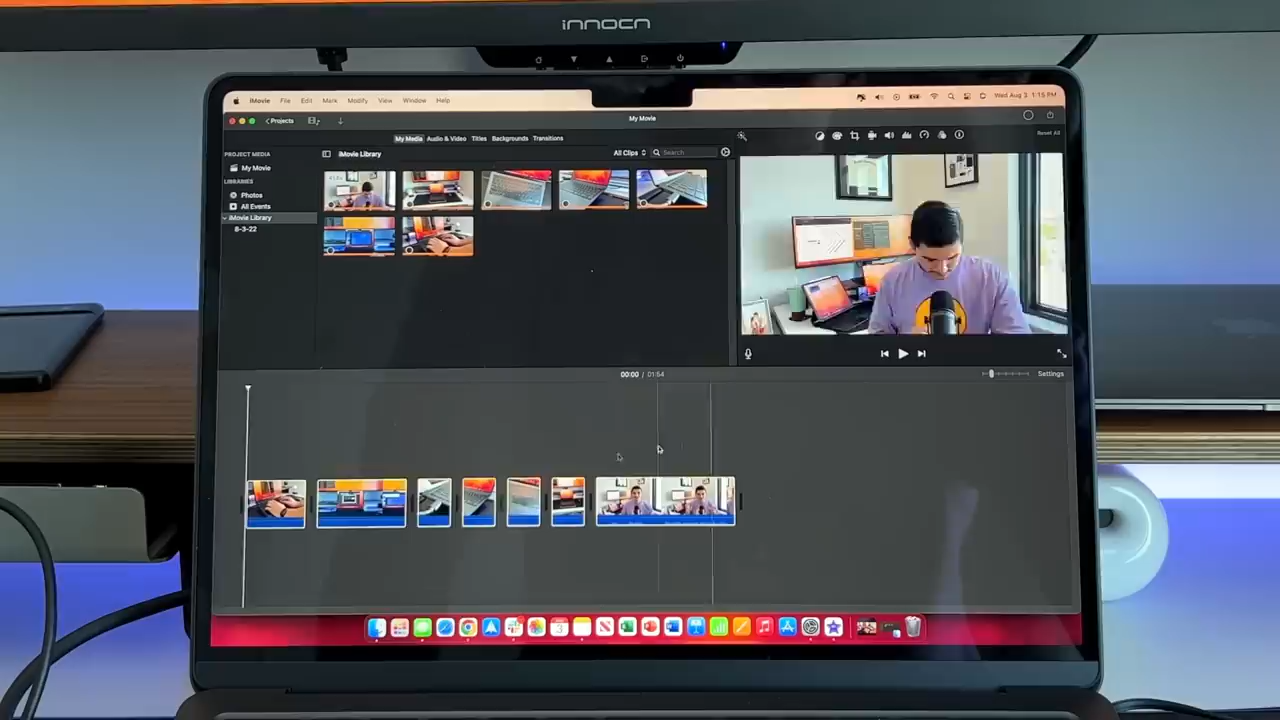 INNOCN
iMovie File Edit Mark Modify View Window Help
Wed Aug 3 1:15 PM
Projects
My Movie
My Media Audio & Video Titles Backgrounds Transitions
Reset All
PROJECT MEDIA
My Movie
LIBRARIES
Photos
All Events
iMovie Library
8-3-22
iMovie Library
All Clips
Search
00:00 / 01:54
Settings